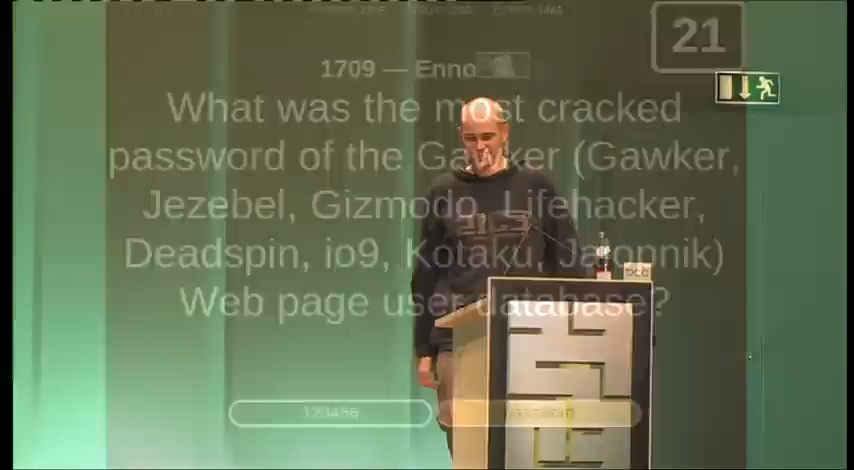 21
1709 — Enno
What was the most cracked
password of the Gawker (Gawker,
Jezebel, Gizmodo, Lifehacker,
Deadspin, io9, Kotaku, Jalopnik)
Web page user database?
123456
bcc